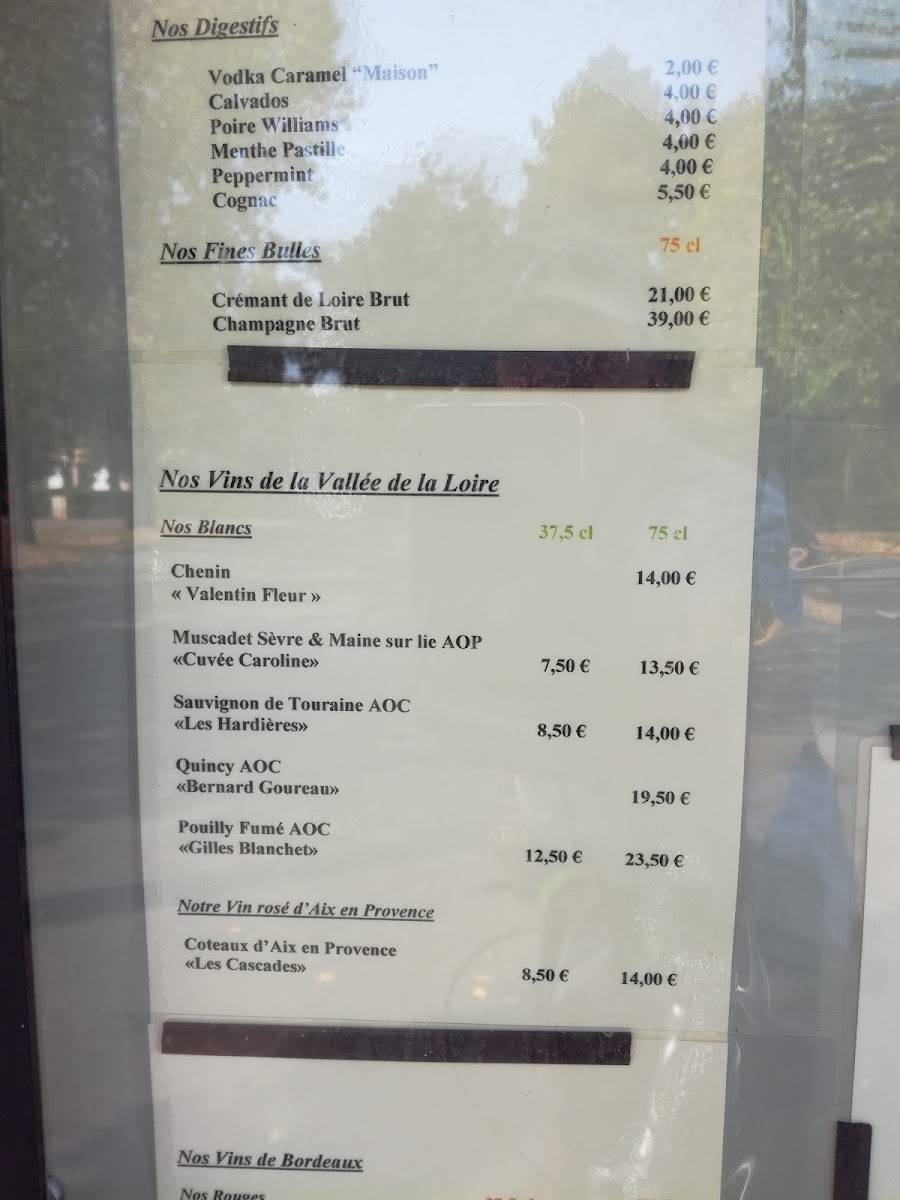 Nos Digestifs
Vodka Caramel “Maison” 2,00 €
Calvados 4,00 €
Poire Williams 4,00 €
Menthe Pastille 4,00 €
Peppermint 4,00 €
Cognac 5,50 €
Nos Fines Bulles 75 cl
Crémant de Loire Brut 21,00 €
Champagne Brut 39,00 €
Nos Vins de la Vallée de la Loire
Nos Blancs 37,5 cl 75 cl
Chenin 14,00 €
« Valentin Fleur »
Muscadet Sèvre & Maine sur lie AOP
«Cuvée Caroline» 7,50 € 13,50 €
Sauvignon de Touraine AOC
«Les Hardières» 8,50 € 14,00 €
Quincy AOC
«Bernard Goureau» 19,50 €
Pouilly Fumé AOC
«Gilles Blanchet» 12,50 € 23,50 €
Notre Vin rosé d’Aix en Provence
Coteaux d’Aix en Provence
«Les Cascades» 8,50 € 14,00 €
Nos Vins de Bordeaux
Nos Rouges